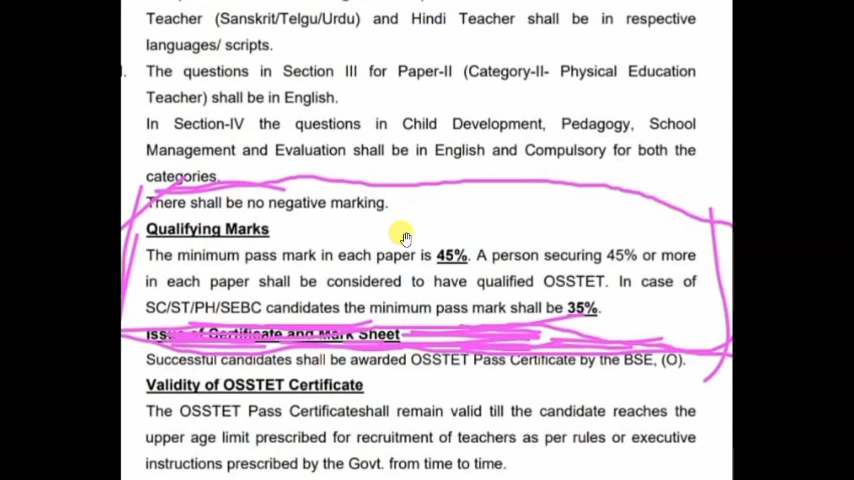 Teacher (Sanskrit/Telgu/Urdu) and Hindi Teacher shall be in respective
languages/ scripts.
The questions in Section III for Paper-II (Category-II- Physical Education
Teacher) shall be in English.
In Section-IV the questions in Child Development, Pedagogy, School
Management and Evaluation shall be in English and Compulsory for both the
categories.
There shall be no negative marking.
Qualifying Marks
The minimum pass mark in each paper is 45%. A person securing 45% or more
in each paper shall be considered to have qualified OSSTET. In case of
SC/ST/PH/SEBC candidates the minimum pass mark shall be 35%.
Issue of Certificate and Mark Sheet
Successful candidates shall be awarded OSSTET Pass Certificate by the BSE, (O).
Validity of OSSTET Certificate
The OSSTET Pass Certificateshall remain valid till the candidate reaches the
upper age limit prescribed for recruitment of teachers as per rules or executive
instructions prescribed by the Govt. from time to time.